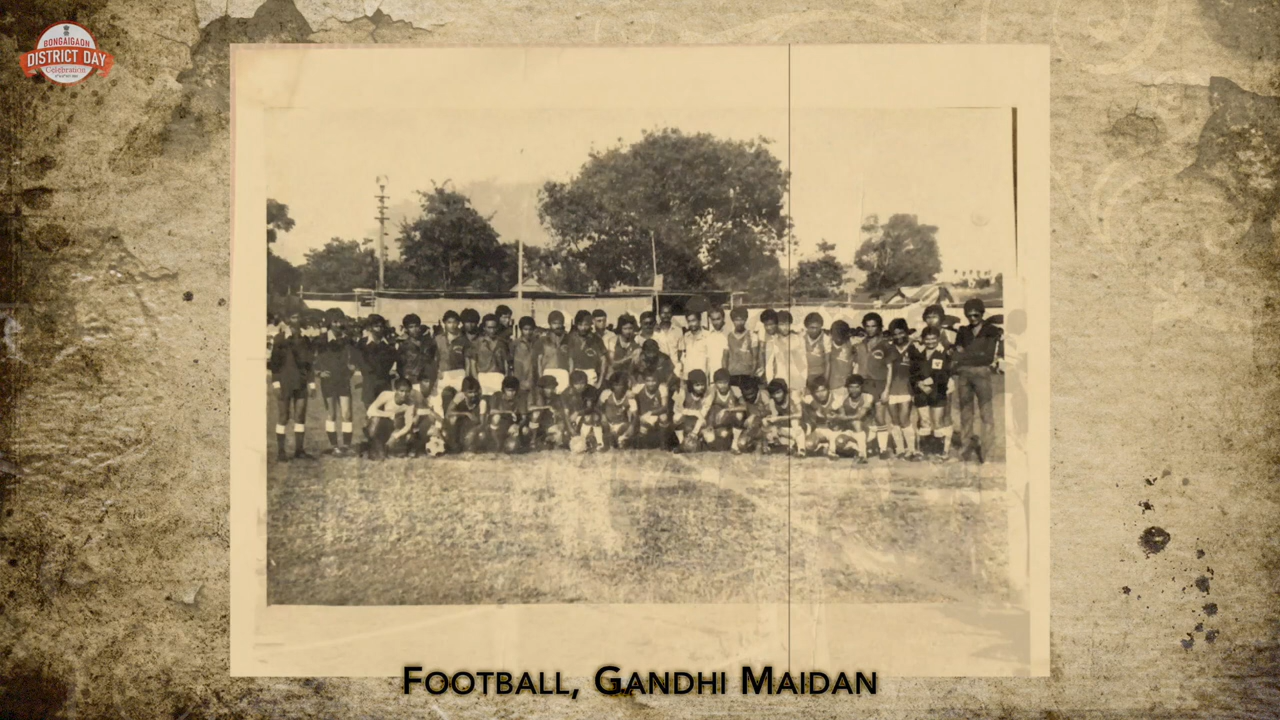 BONGAIGAON
DISTRICT DAY
Celebration
FOOTBALL, GANDHI MAIDAN